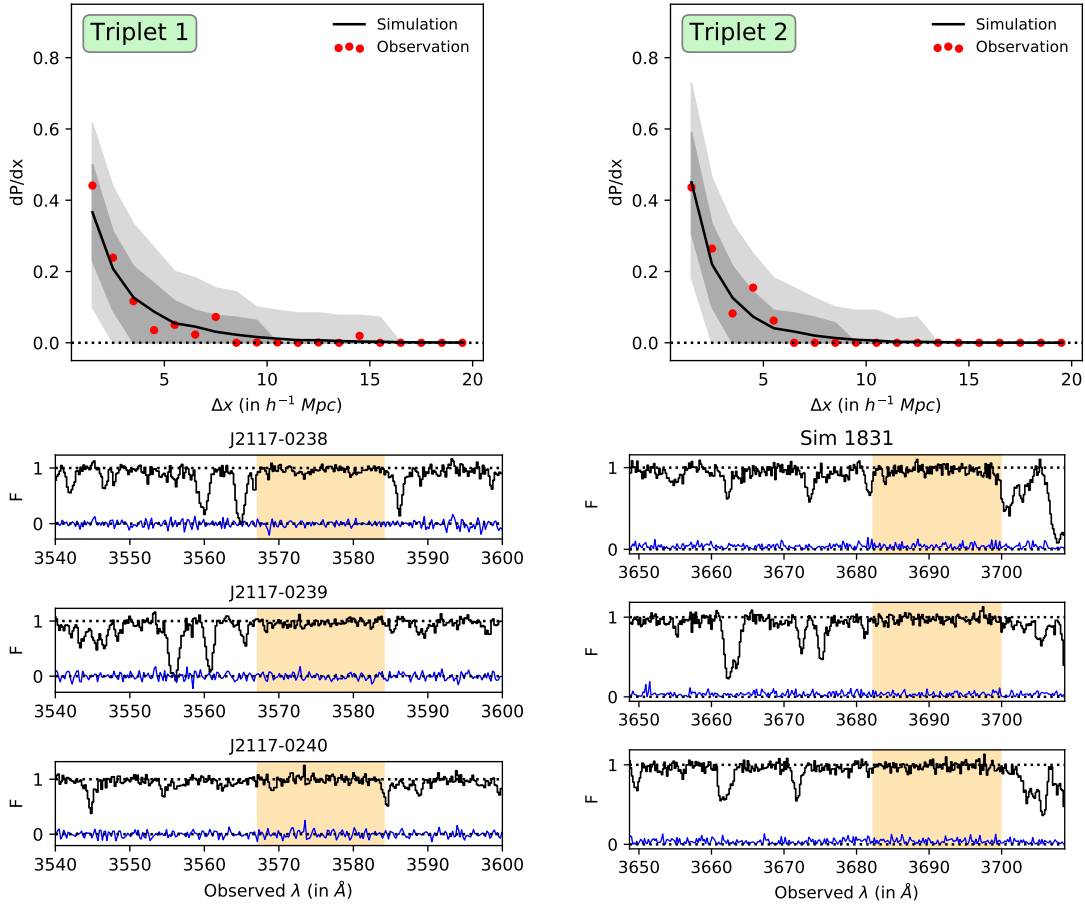 Triplet 1
Simulation
Observation
dP/dx
0.8
0.6
0.4
0.2
0.0
5 10 15 20
Δx (in h⁻¹ Mpc)
Triplet 2
Simulation
Observation
dP/dx
0.8
0.6
0.4
0.2
0.0
5 10 15 20
Δx (in h⁻¹ Mpc)
J2117-0238
F
1
0
3540 3550 3560 3570 3580 3590 3600
J2117-0239
F
1
0
3540 3550 3560 3570 3580 3590 3600
J2117-0240
F
1
0
3540 3550 3560 3570 3580 3590 3600
Observed λ (in Å)
Sim 1831
F
1
0
3650 3660 3670 3680 3690 3700
F
1
0
3650 3660 3670 3680 3690 3700
F
1
0
3650 3660 3670 3680 3690 3700
Observed λ (in Å)